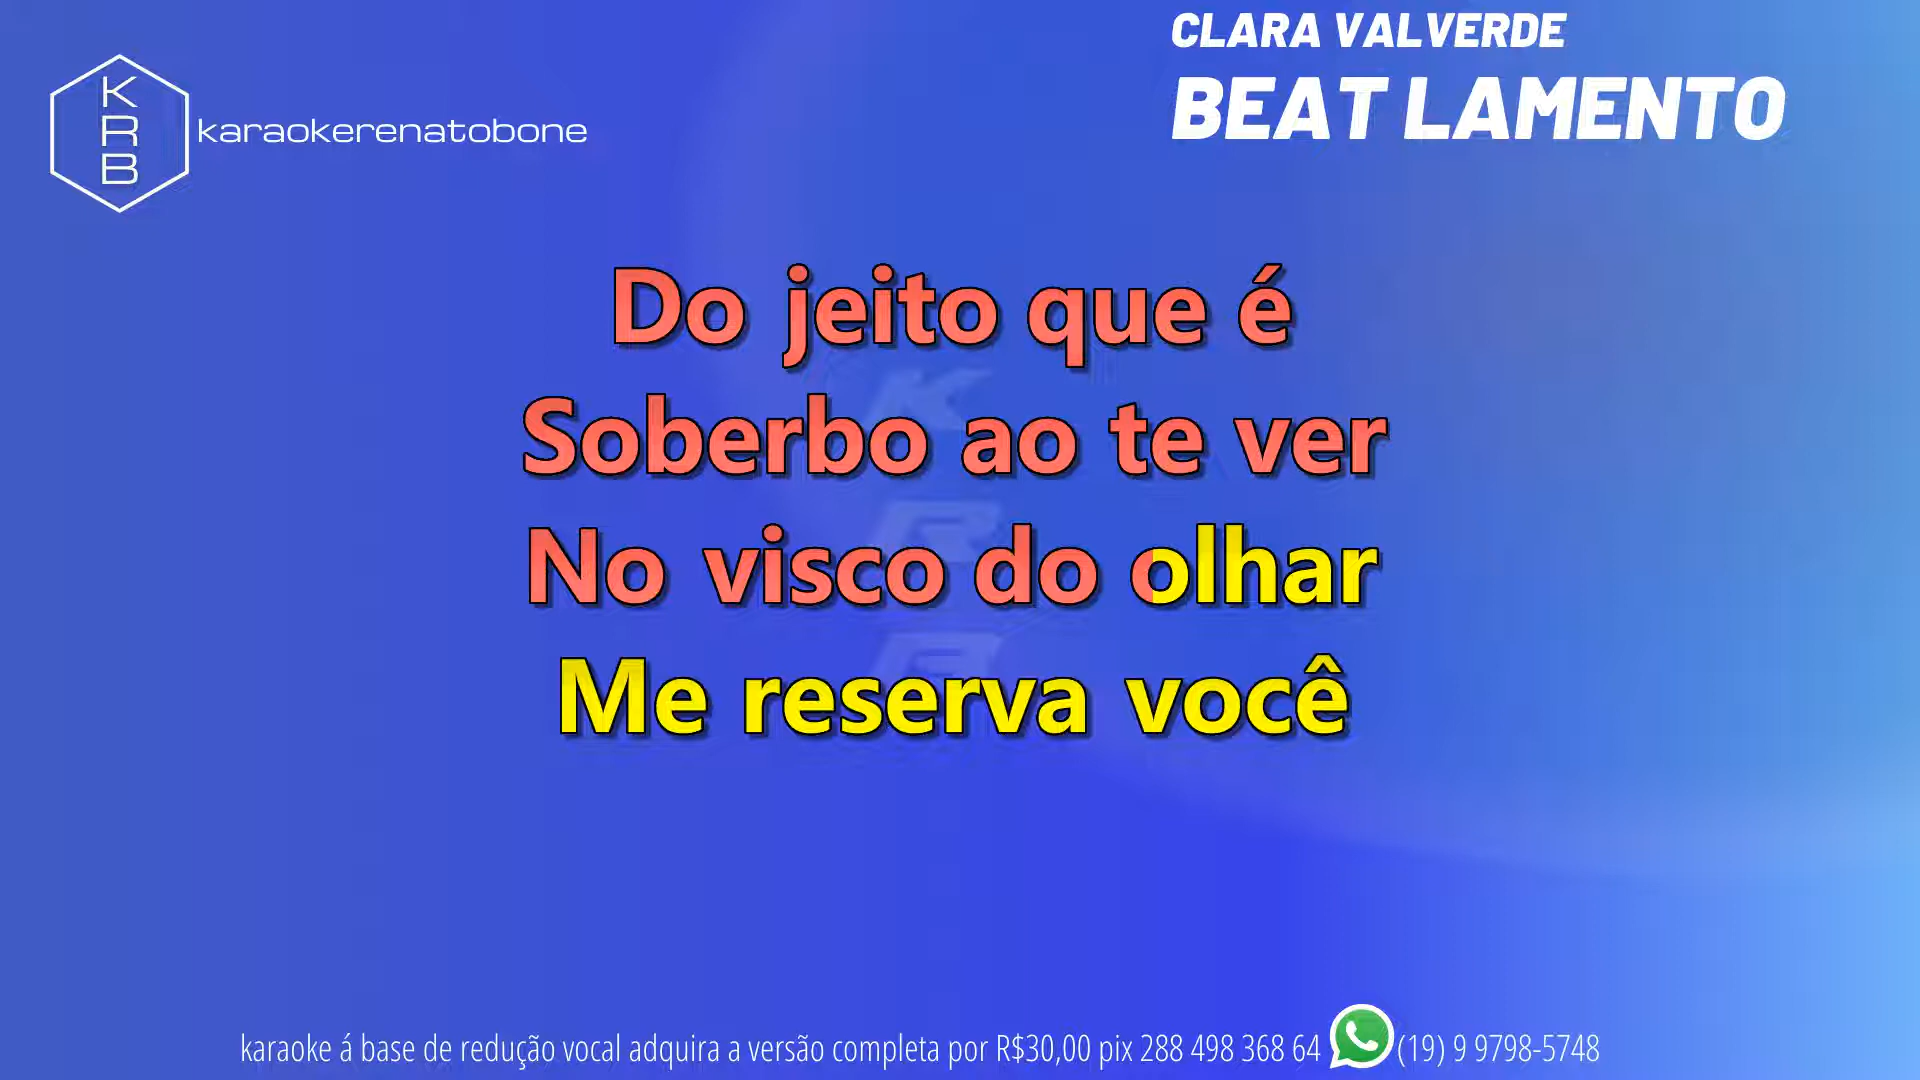 CLARA VALVERDE
BEAT LAMENTO
K
R
B
karaokerenatobone
Do jeito que é
Soberbo ao te ver
No visco do olhar
Me reserva você
K
R
B
karaoke á base de redução vocal adquira a versão completa por R$30,00 pix 288 498 368 64 (19) 9 9798-5748